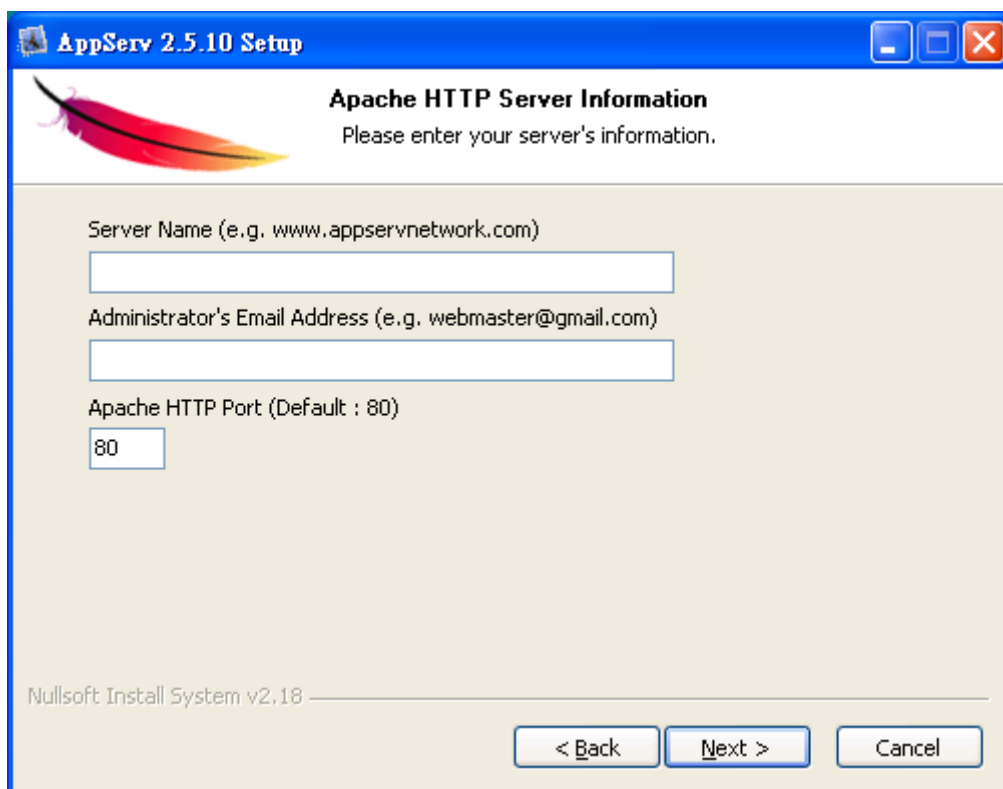 AppServ 2.5.10 Setup
Apache HTTP Server Information
Please enter your server's information.
Server Name (e.g. www.appservnetwork.com)
Administrator's Email Address (e.g. webmaster@gmail.com)
Apache HTTP Port (Default : 80)
80
Nullsoft Install System v2.18
< Back Next > Cancel